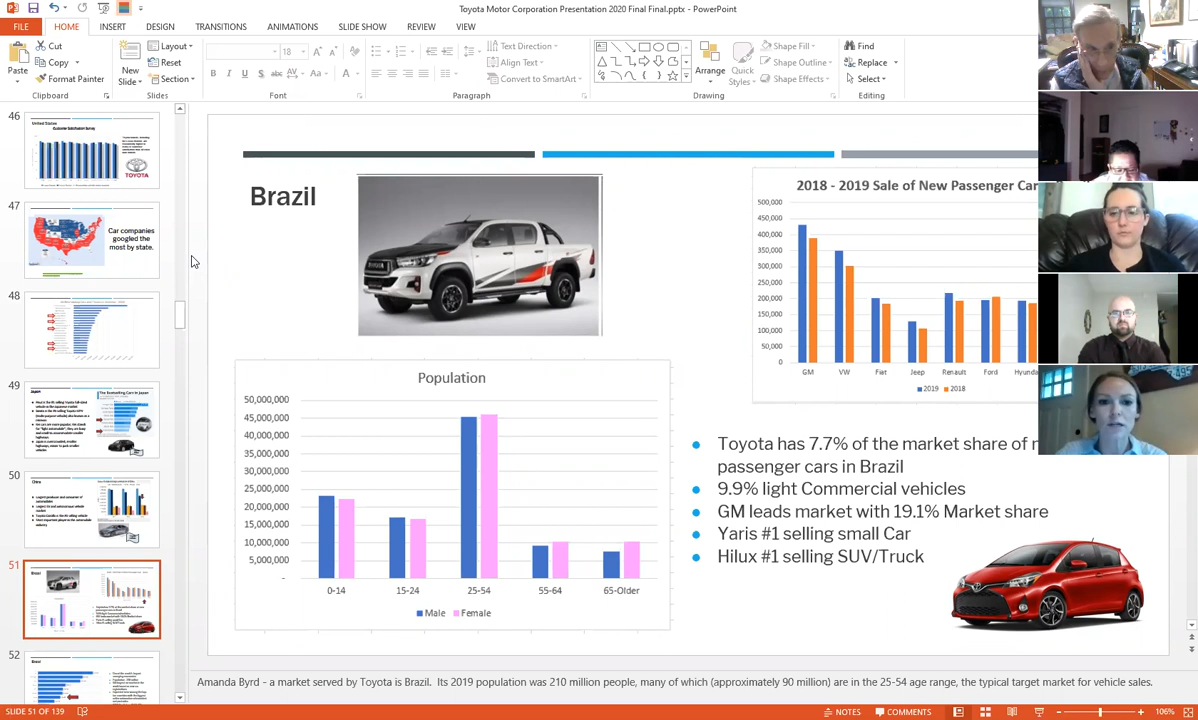 Toyota Motor Corporation Presentation 2020 Final Final.pptx - PowerPoint
FILE HOME INSERT DESIGN TRANSITIONS ANIMATIONS SLIDE SHOW REVIEW VIEW
Paste
Cut
Copy
Format Painter
Clipboard
New
Slide
Layout
Reset
Section
Slides
18
Font
Text Direction
Align Text
Convert to SmartArt
Paragraph
Arrange
Quick
Styles
Shape Fill
Shape Outline
Shape Effects
Drawing
Find
Replace
Select
Editing
46
United States
Customer Satisfaction Survey
TOYOTA
47
Car companies
googled the
most by state.
48
49
Japan
50
China
51
Brazil
52
Brazil
Brazil
2018 - 2019 Sale of New Passenger Car
500,000
450,000
400,000
350,000
300,000
250,000
200,000
150,000
100,000
50,000
0
GM VW Fiat Jeep Renault Ford Hyunda
2019 2018
Population
50,000,000
45,000,000
40,000,000
35,000,000
30,000,000
25,000,000
20,000,000
15,000,000
10,000,000
5,000,000
-
0-14 15-24 25-54 55-64 65-Older
Male Female
Toyota has 7.7% of the market share of
passenger cars in Brazil
9.9% light Commercial vehicles
GM leads market with 19.1% Market share
Yaris #1 selling small Car
Hilux #1 selling SUV/Truck
Amanda Byrd - a market served by Toyota is Brazil. Its 2019 population was 210 million people, many of which (approximately 90 million) are in the 25-54 age range, the typical target market for vehicle sales.
SLIDE 51 OF 139
NOTES
COMMENTS
106%